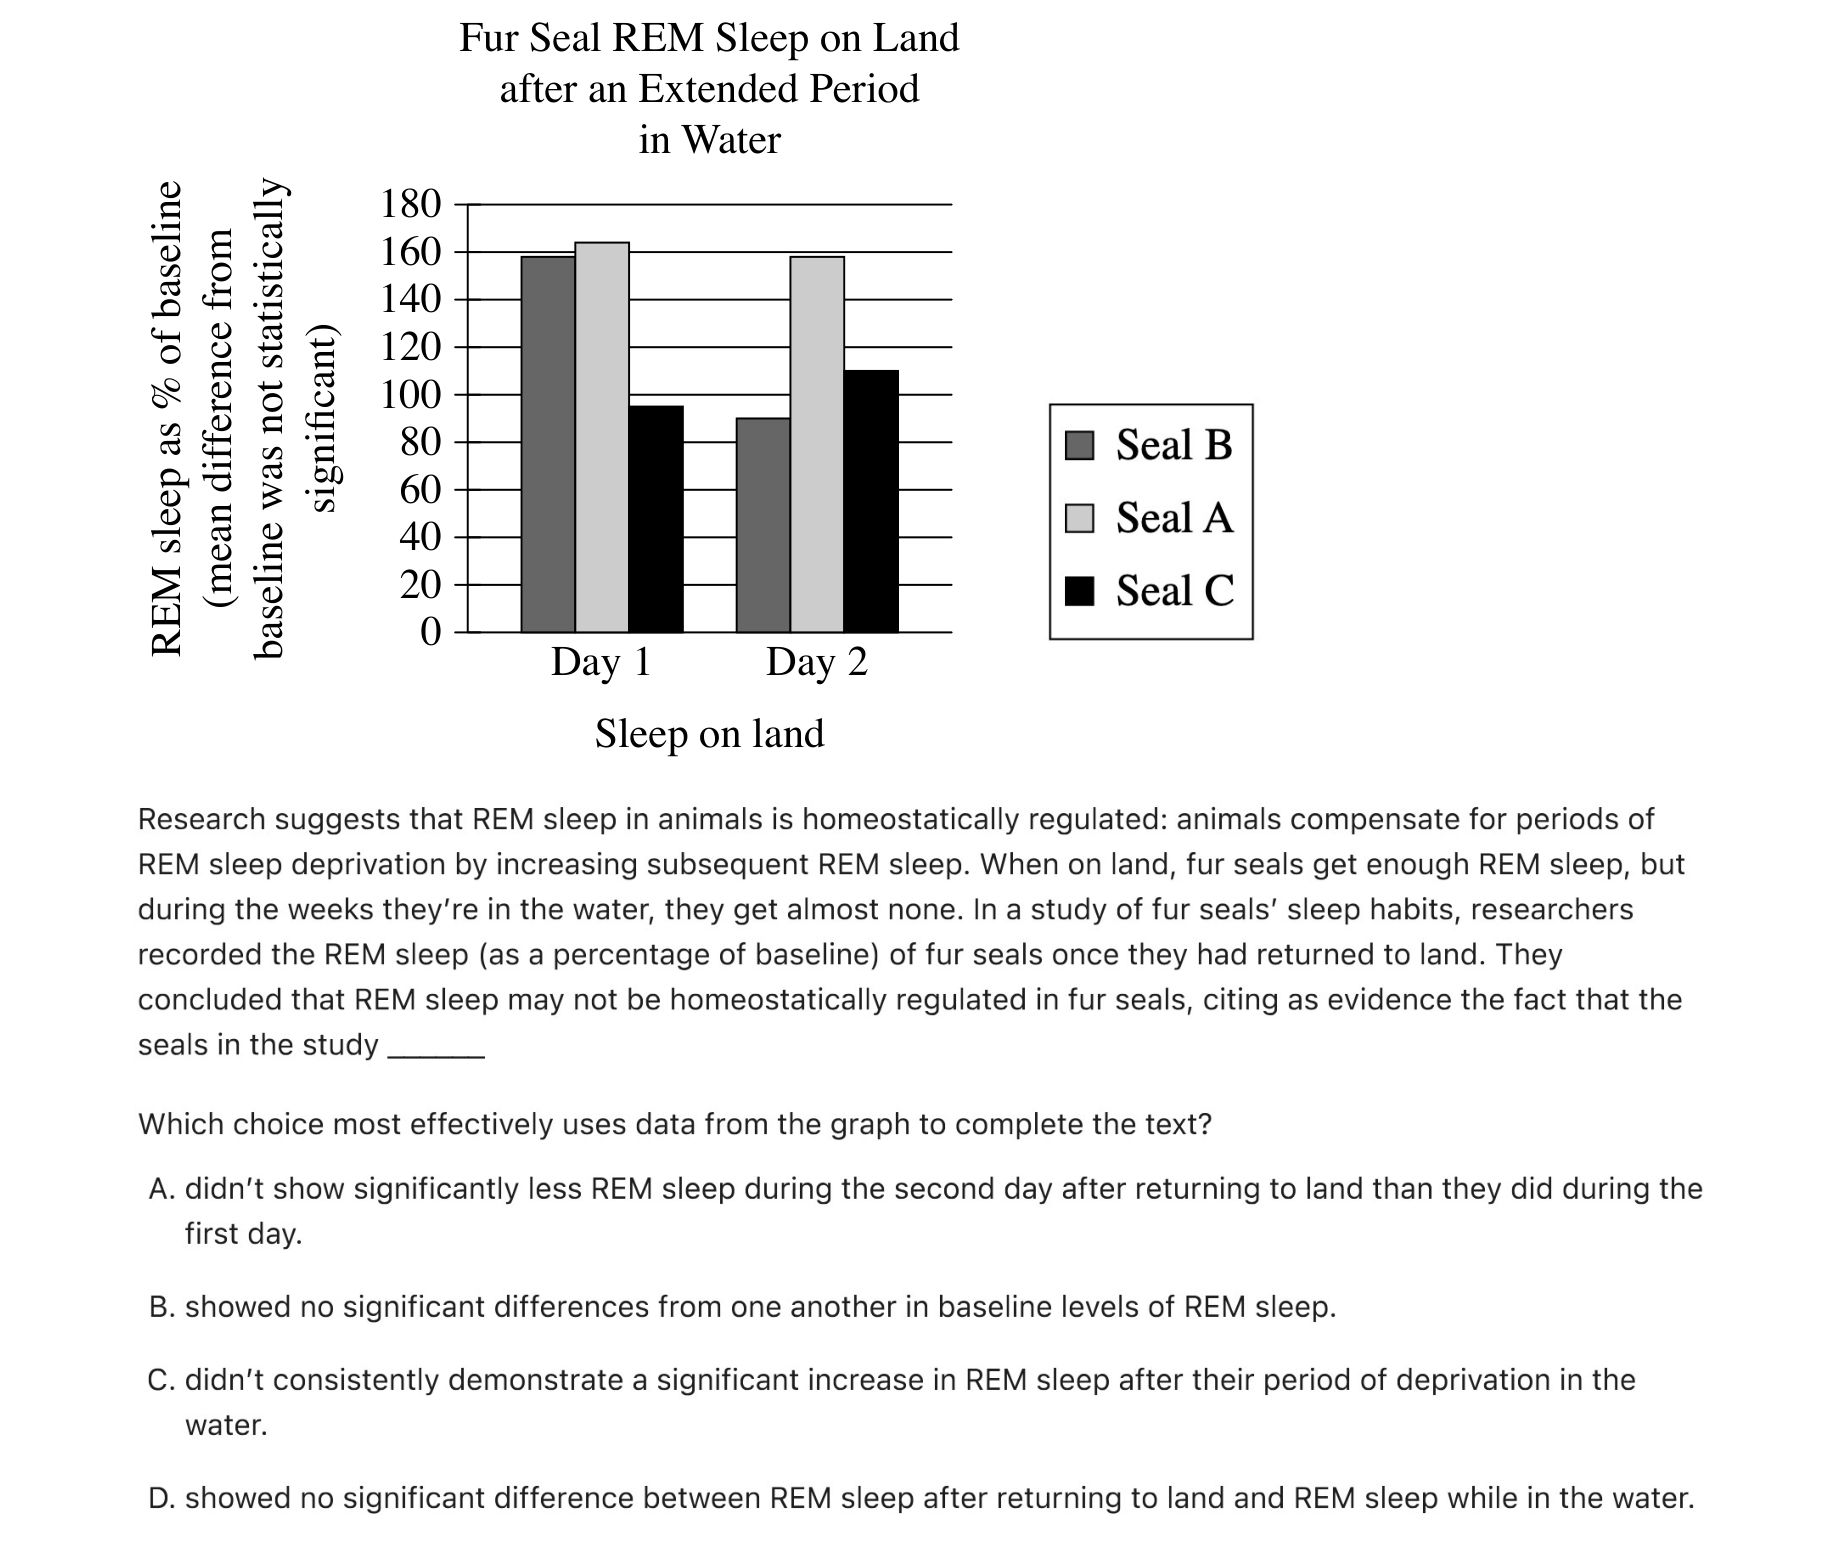 Fur Seal REM Sleep on Land
after an Extended Period
in Water
REM sleep as % of baseline
(mean difference from
baseline was not statistically
significant)
180
160
140
120
100
80
60
40
20
0
Day 1
Day 2
Sleep on land
Seal B
Seal A
Seal C
Research suggests that REM sleep in animals is homeostatically regulated: animals compensate for periods of
REM sleep deprivation by increasing subsequent REM sleep. When on land, fur seals get enough REM sleep, but
during the weeks they’re in the water, they get almost none. In a study of fur seals’ sleep habits, researchers
recorded the REM sleep (as a percentage of baseline) of fur seals once they had returned to land. They
concluded that REM sleep may not be homeostatically regulated in fur seals, citing as evidence the fact that the
seals in the study ______
Which choice most effectively uses data from the graph to complete the text?
A. didn’t show significantly less REM sleep during the second day after returning to land than they did during the
first day.
B. showed no significant differences from one another in baseline levels of REM sleep.
C. didn’t consistently demonstrate a significant increase in REM sleep after their period of deprivation in the
water.
D. showed no significant difference between REM sleep after returning to land and REM sleep while in the water.